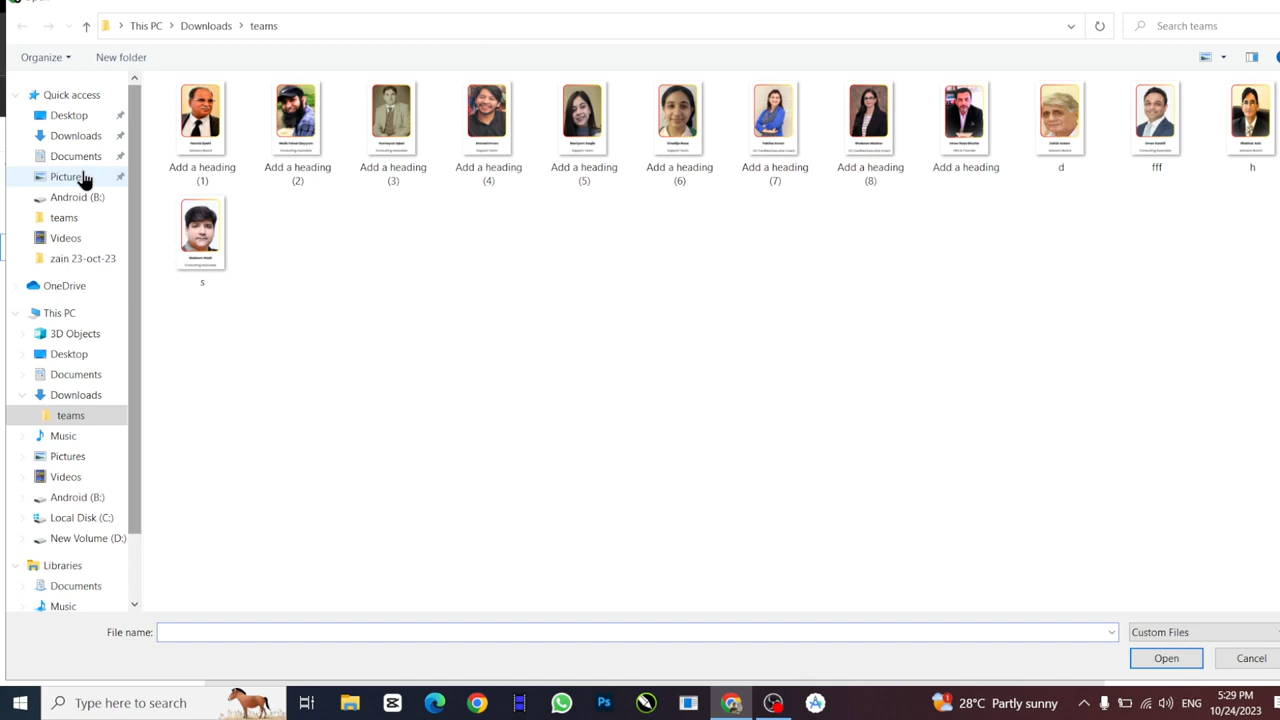 This PC
Downloads
teams
Search teams
Organize
New folder
Quick access
Desktop
Downloads
Documents
Pictures
Android (B:)
teams
Videos
zain 23-oct-23
OneDrive
This PC
3D Objects
Desktop
Documents
Downloads
teams
Music
Pictures
Videos
Android (B:)
Local Disk (C:)
New Volume (D:)
Libraries
Documents
Music
Add a heading (1)
Add a heading (2)
Add a heading (3)
Add a heading (4)
Add a heading (5)
Add a heading (6)
Add a heading (7)
Add a heading (8)
Add a heading
d
fff
h
s
File name:
Custom Files
Open
Cancel
Type here to search
28°C Partly sunny
ENG
5:29 PM
10/24/2023